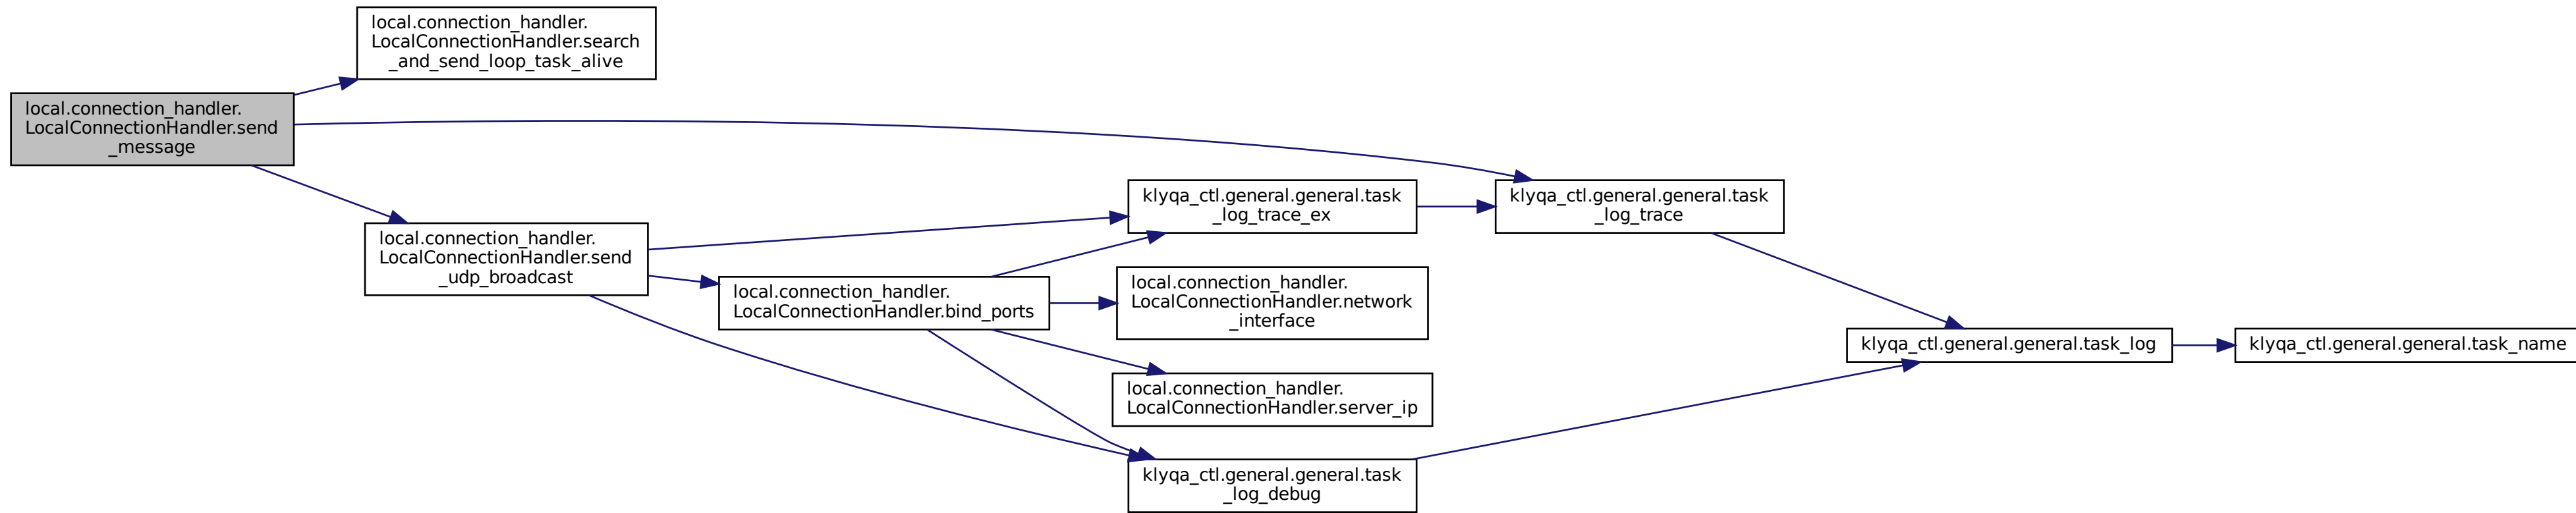 local.connection_handler.
LocalConnectionHandler.search
_and_send_loop_task_alive
local.connection_handler.
LocalConnectionHandler.send
_message
local.connection_handler.
LocalConnectionHandler.send
_udp_broadcast
local.connection_handler.
LocalConnectionHandler.bind_ports
klyqa_ctl.general.general.task
_log_trace_ex
local.connection_handler.
LocalConnectionHandler.network
_interface
local.connection_handler.
LocalConnectionHandler.server_ip
klyqa_ctl.general.general.task
_log_debug
klyqa_ctl.general.general.task
_log_trace
klyqa_ctl.general.general.task_log
klyqa_ctl.general.general.task_name